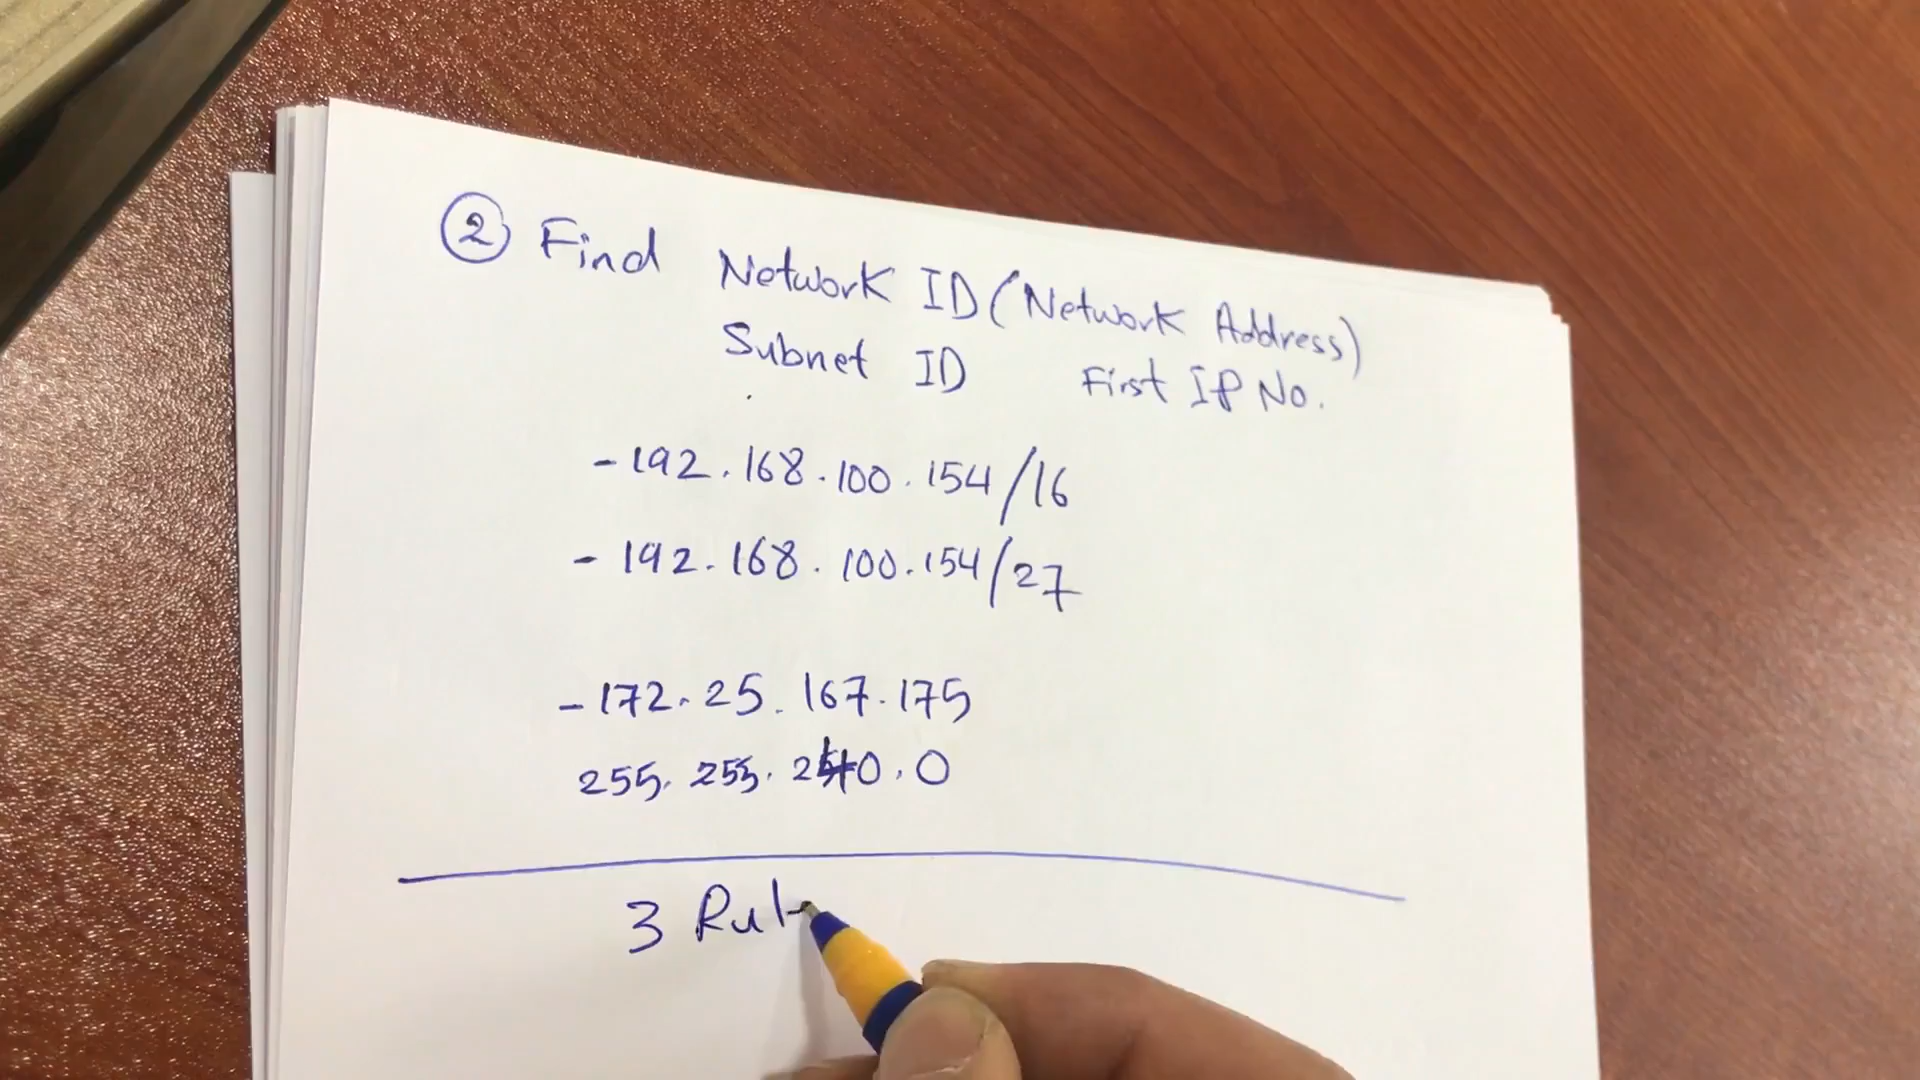 ② Find Network ID (Network Address)
Subnet ID First IP No.
- 192.168.100.154/16
- 192.168.100.154/27
- 172.25.167.175
255.255.240.0
3 Rul